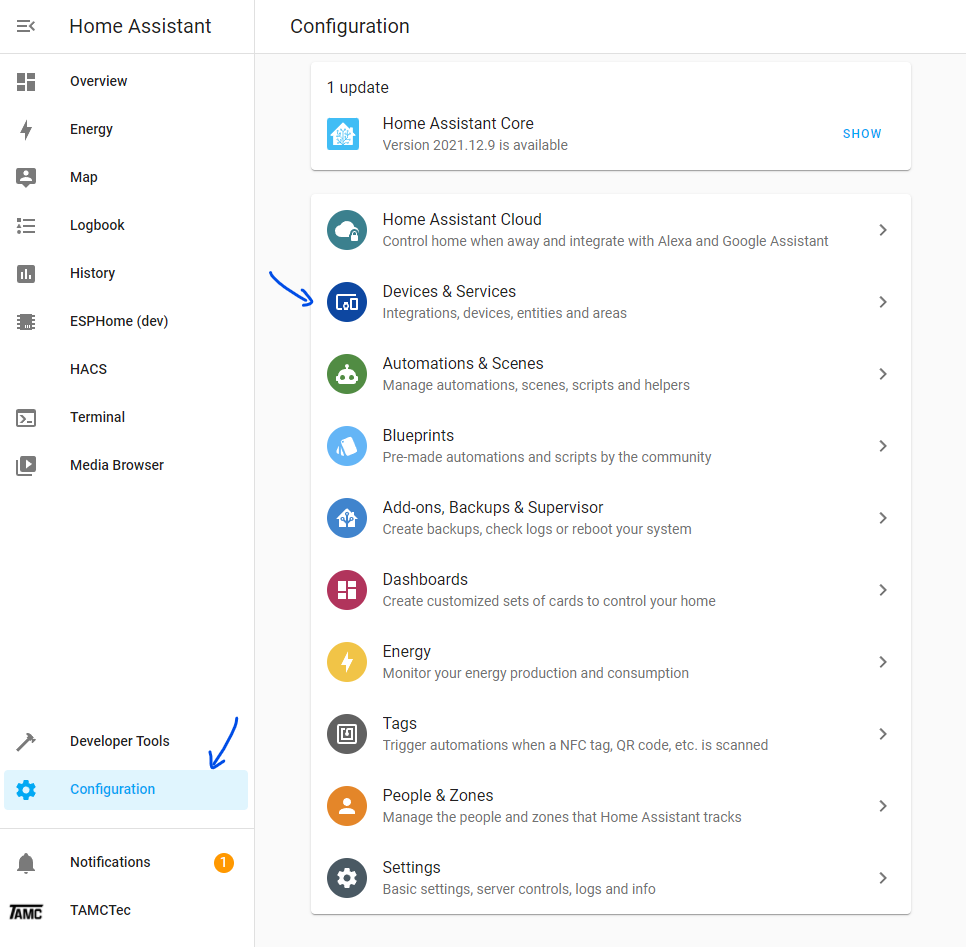 Home Assistant
Overview
Energy
Map
Logbook
History
ESPHome (dev)
HACS
Terminal
Media Browser
Developer Tools
Configuration
Notifications
1
TAMC
TAMCTec
Configuration
1 update
Home Assistant Core
Version 2021.12.9 is available
SHOW
Home Assistant Cloud
Control home when away and integrate with Alexa and Google Assistant
Devices & Services
Integrations, devices, entities and areas
Automations & Scenes
Manage automations, scenes, scripts and helpers
Blueprints
Pre-made automations and scripts by the community
Add-ons, Backups & Supervisor
Create backups, check logs or reboot your system
Dashboards
Create customized sets of cards to control your home
Energy
Monitor your energy production and consumption
Tags
Trigger automations when a NFC tag, QR code, etc. is scanned
People & Zones
Manage the people and zones that Home Assistant tracks
Settings
Basic settings, server controls, logs and info